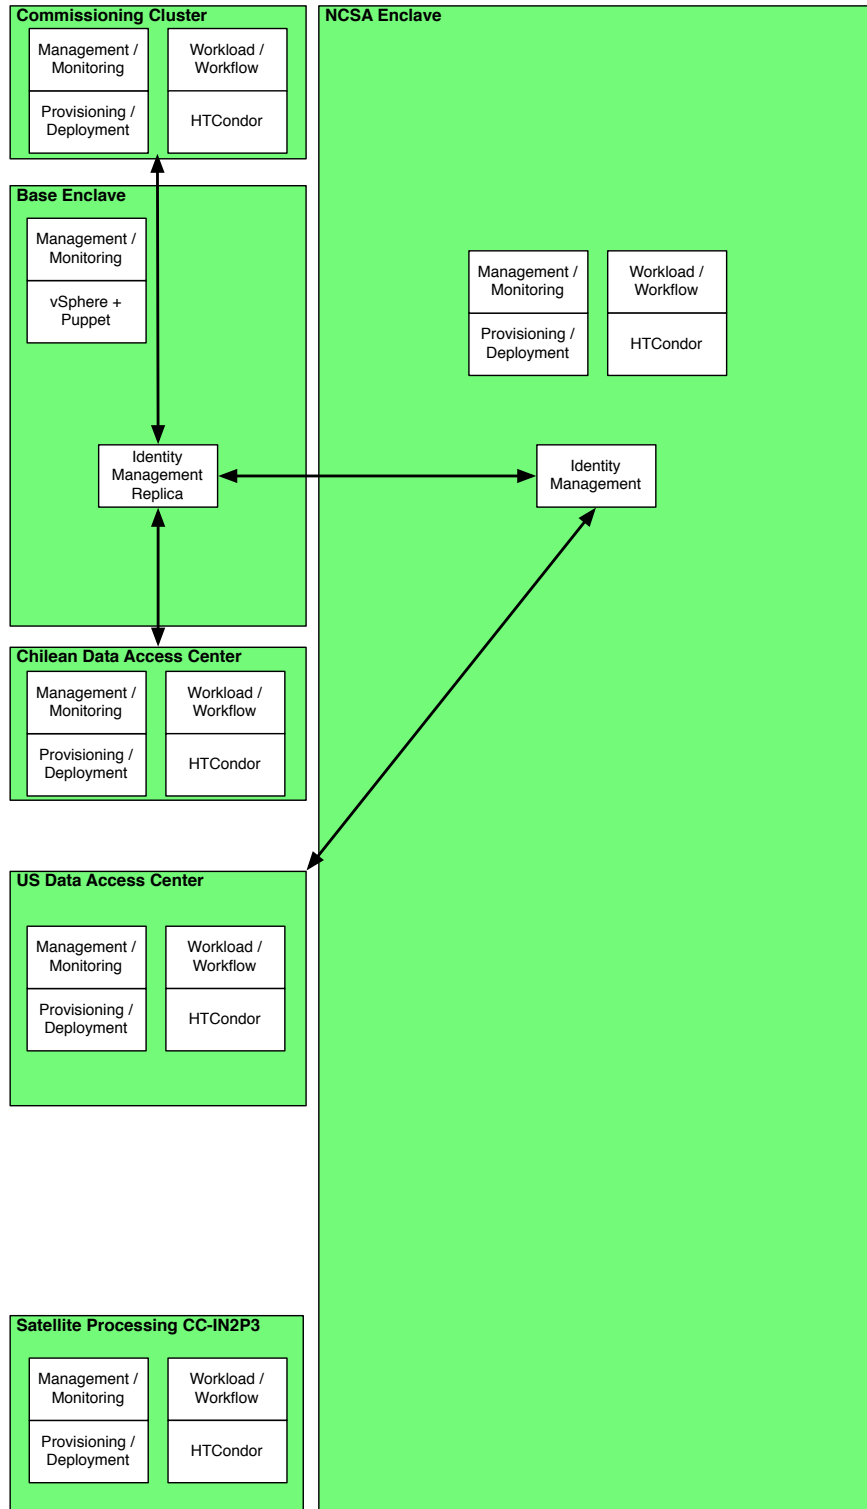 Commissioning Cluster
Management /
Monitoring
Provisioning /
Deployment
Workload /
Workflow
HTCondor
Base Enclave
Management /
Monitoring
vSphere +
Puppet
Identity
Management
Replica
Chilean Data Access Center
Management /
Monitoring
Provisioning /
Deployment
Workload /
Workflow
HTCondor
US Data Access Center
Management /
Monitoring
Provisioning /
Deployment
Workload /
Workflow
HTCondor
Satellite Processing CC-IN2P3
Management /
Monitoring
Provisioning /
Deployment
Workload /
Workflow
HTCondor
NCSA Enclave
Management /
Monitoring
Provisioning /
Deployment
Workload /
Workflow
HTCondor
Identity
Management